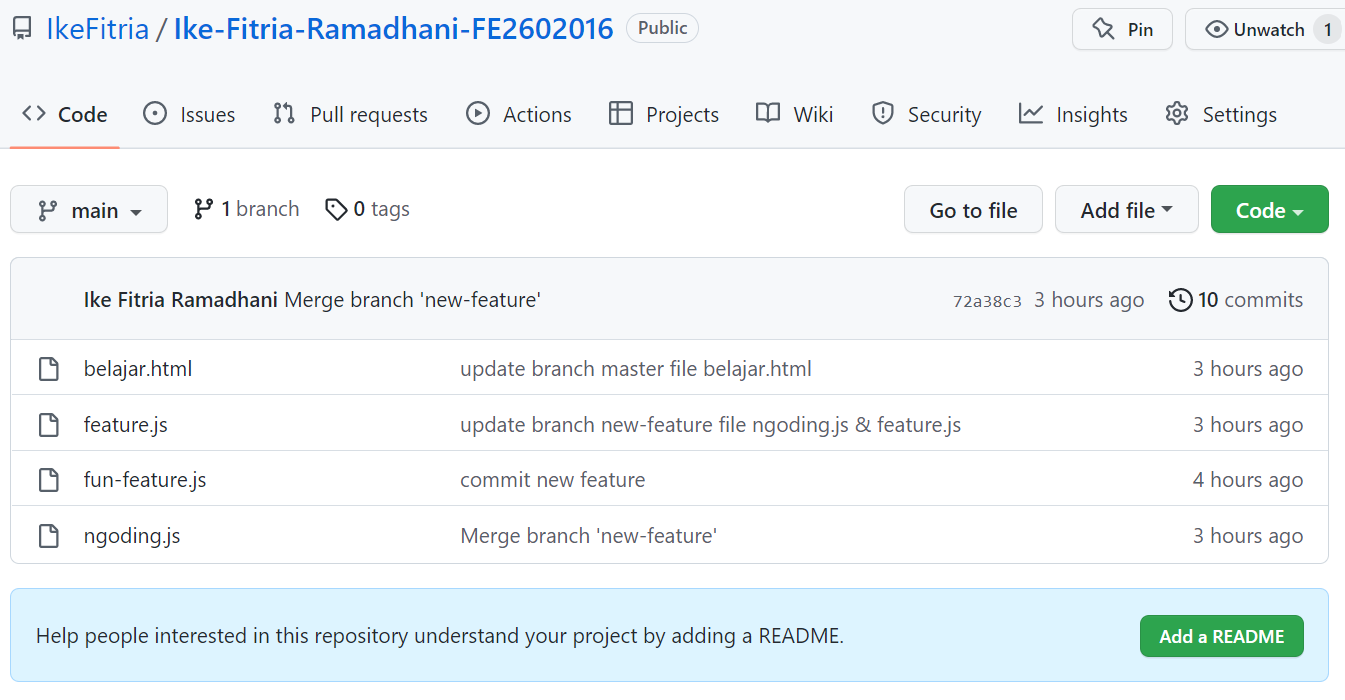 IkeFitria / Ike-Fitria-Ramadhani-FE2602016 Public Pin Unwatch 1
Code Issues Pull requests Actions Projects Wiki Security Insights Settings
main 1 branch 0 tags Go to file Add file Code
Ike Fitria Ramadhani Merge branch 'new-feature' 72a38c3 3 hours ago 10 commits
belajar.html update branch master file belajar.html 3 hours ago
feature.js update branch new-feature file ngoding.js & feature.js 3 hours ago
fun-feature.js commit new feature 4 hours ago
ngoding.js Merge branch 'new-feature' 3 hours ago
Help people interested in this repository understand your project by adding a README. Add a README